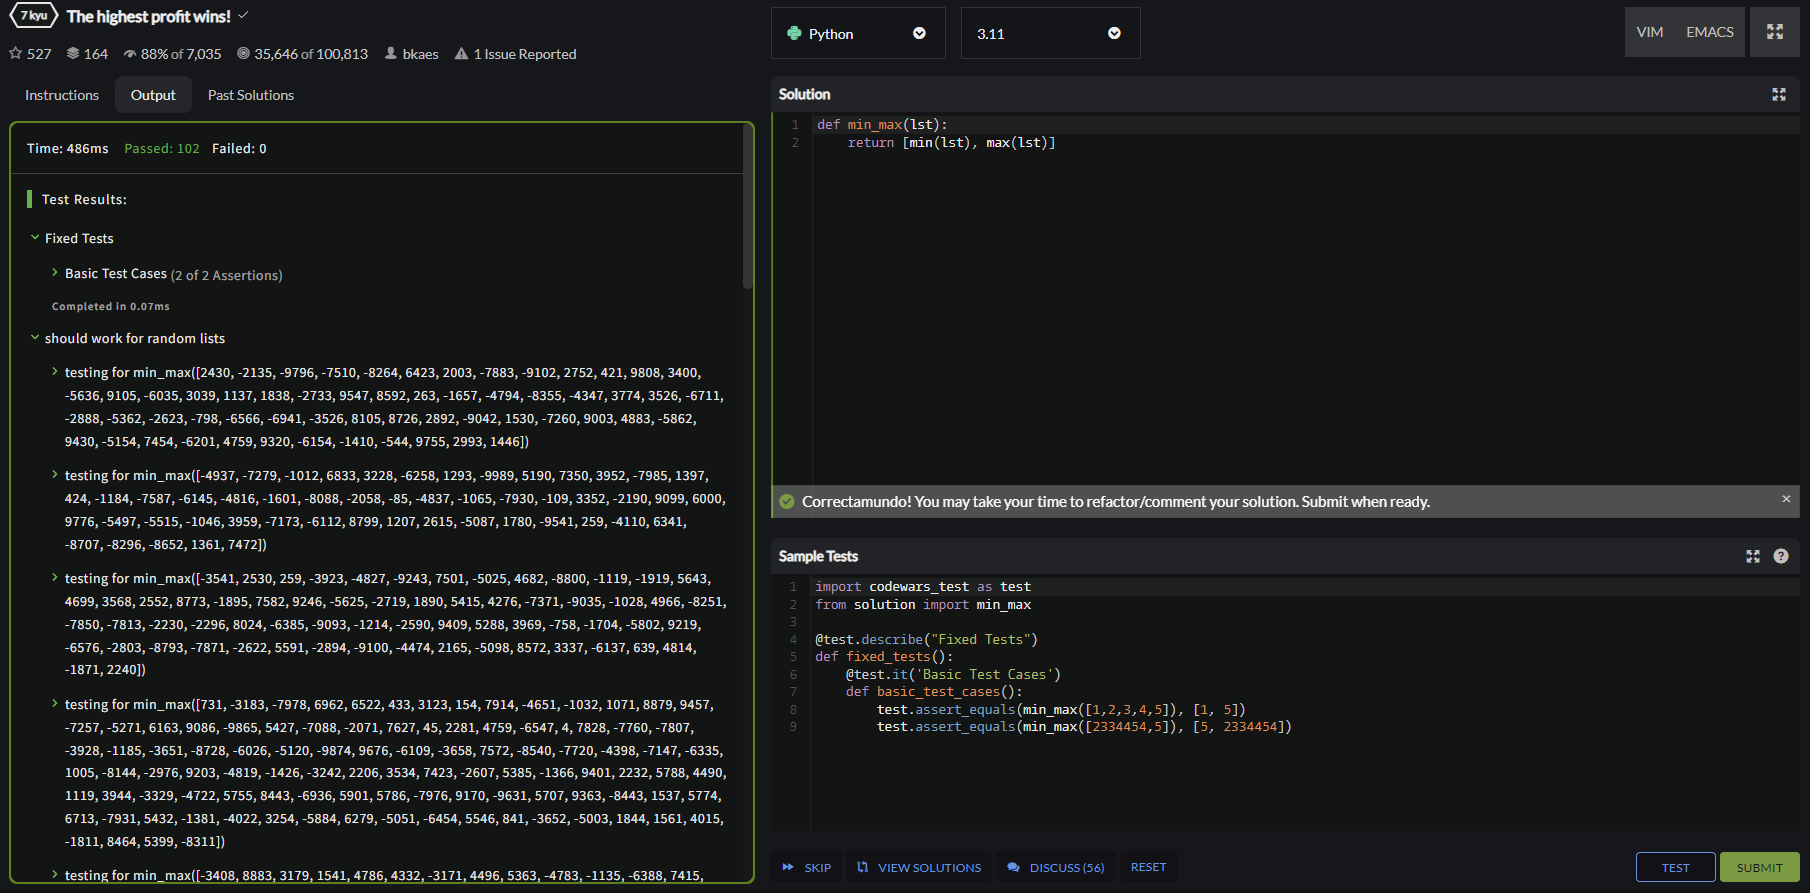 7 kyu The highest profit wins!
527 164 88% of 7,035 35,646 of 100,813 bkaes 1 Issue Reported
Instructions Output Past Solutions
Time: 486ms Passed: 102 Failed: 0
Test Results:
Fixed Tests
Basic Test Cases (2 of 2 Assertions)
Completed in 0.07ms
should work for random lists
testing for min_max([2430, -2135, -9796, -7510, -8264, 6423, 2003, -7883, -9102, 2752, 421, 9808, 3400,
-5636, 9105, -6035, 3039, 1137, 1838, -2733, 9547, 8592, 263, -1657, -4794, -8355, -4347, 3774, 3526, -6711,
-2888, -5362, -2623, -798, -6566, -6941, -3526, 8105, 8726, 2892, -9042, 1530, -7260, 9003, 4883, -5862,
9430, -5154, 7454, -6201, 4759, 9320, -6154, -1410, -544, 9755, 2993, 1446])
testing for min_max([-4937, -7279, -1012, 6833, 3228, -6258, 1293, -9989, 5190, 7350, 3952, -7985, 1397,
424, -1184, -7587, -6145, -4816, -1601, -8088, -2058, -85, -4837, -1065, -7930, -109, 3352, -2190, 9099, 6000,
9776, -5497, -5515, -1046, 3959, -7173, -6112, 8799, 1207, 2615, -5087, 1780, -9541, 259, -4110, 6341,
-8707, -8296, -8652, 1361, 7472])
testing for min_max([-3541, 2530, 259, -3923, -4827, -9243, 7501, -5025, 4682, -8800, -1119, -1919, 5643,
4699, 3568, 2552, 8773, -1895, 7582, 9246, -5625, -2719, 1890, 5415, 4276, -7371, -9035, -1028, 4966, -8251,
-7850, -7813, -2230, -2296, 8024, -6385, -9093, -1214, -2590, 9409, 5288, 3969, -758, -1704, -5802, 9219,
-6576, -2803, -8793, -7871, -2622, 5591, -2894, -9100, -4474, 2165, -5098, 8572, 3337, -6137, 639, 4814,
-1871, 2240])
testing for min_max([731, -3183, -7978, 6962, 6522, 433, 3123, 154, 7914, -4651, -1032, 1071, 8879, 9457,
-7257, -5271, 6163, 9086, -9865, 5427, -7088, -2071, 7627, 45, 2281, 4759, -6547, 4, 7828, -7760, -7807,
-3928, -1185, -3651, -8728, -6026, -5120, -9874, 9676, -6109, -3658, 7572, -8540, -7720, -4398, -7147, -6335,
1005, -8144, -2976, 9203, -4819, -1426, -3242, 2206, 3534, 7423, -2607, 5385, -1366, 9401, 2232, 5788, 4490,
1119, 3944, -3329, -4722, 5755, 8443, -6936, 5901, 5786, -7976, 9170, -9631, 5707, 9363, -8443, 1537, 5774,
6713, -7931, 5432, -1381, -4022, 3254, -5884, 6279, -5051, -6454, 5546, 841, -3652, -5003, 1844, 1561, 4015,
-1811, 8464, 5399, -8311])
testing for min_max([-3408, 8883, 3179, 1541, 4786, 4332, -3171, 4496, 5363, -4783, -1135, -6388, 7415,
Python 3.11 VIM EMACS
Solution
1 def min_max(lst):
2 return [min(lst), max(lst)]
Correctamundo! You may take your time to refactor/comment your solution. Submit when ready. ×
Sample Tests ?
1 import codewars_test as test
2 from solution import min_max
3
4 @test.describe("Fixed Tests")
5 def fixed_tests():
6 @test.it('Basic Test Cases')
7 def basic_test_cases():
8 test.assert_equals(min_max([1,2,3,4,5]), [1, 5])
9 test.assert_equals(min_max([2334454,5]), [5, 2334454])
SKIP VIEW SOLUTIONS DISCUSS (56) RESET TEST SUBMIT